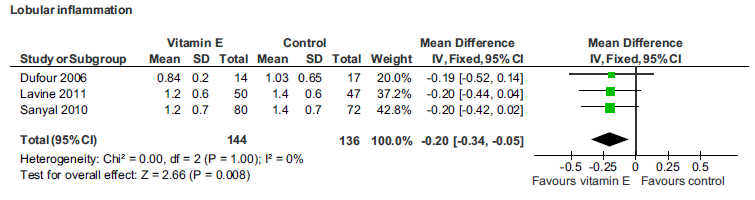 Lobular inflammation
Vitamin E Control Mean Difference Mean Difference
Study or Subgroup Mean SD Total Mean SD Total Weight IV, Fixed, 95% CI IV, Fixed, 95% CI
Dufour 2006 0.84 0.2 14 1.03 0.65 17 20.0% -0.19 [-0.52, 0.14]
Lavine 2011 1.2 0.6 50 1.4 0.6 47 37.2% -0.20 [-0.44, 0.04]
Sanyal 2010 1.2 0.7 80 1.4 0.7 72 42.8% -0.20 [-0.42, 0.02]
Total (95% CI) 144 136 100.0% -0.20 [-0.34, -0.05]
Heterogeneity: Chi² = 0.00, df = 2 (P = 1.00); I² = 0%
Test for overall effect: Z = 2.66 (P = 0.008)
-0.5 -0.25 0 0.25 0.5
Favours vitamin E Favours control